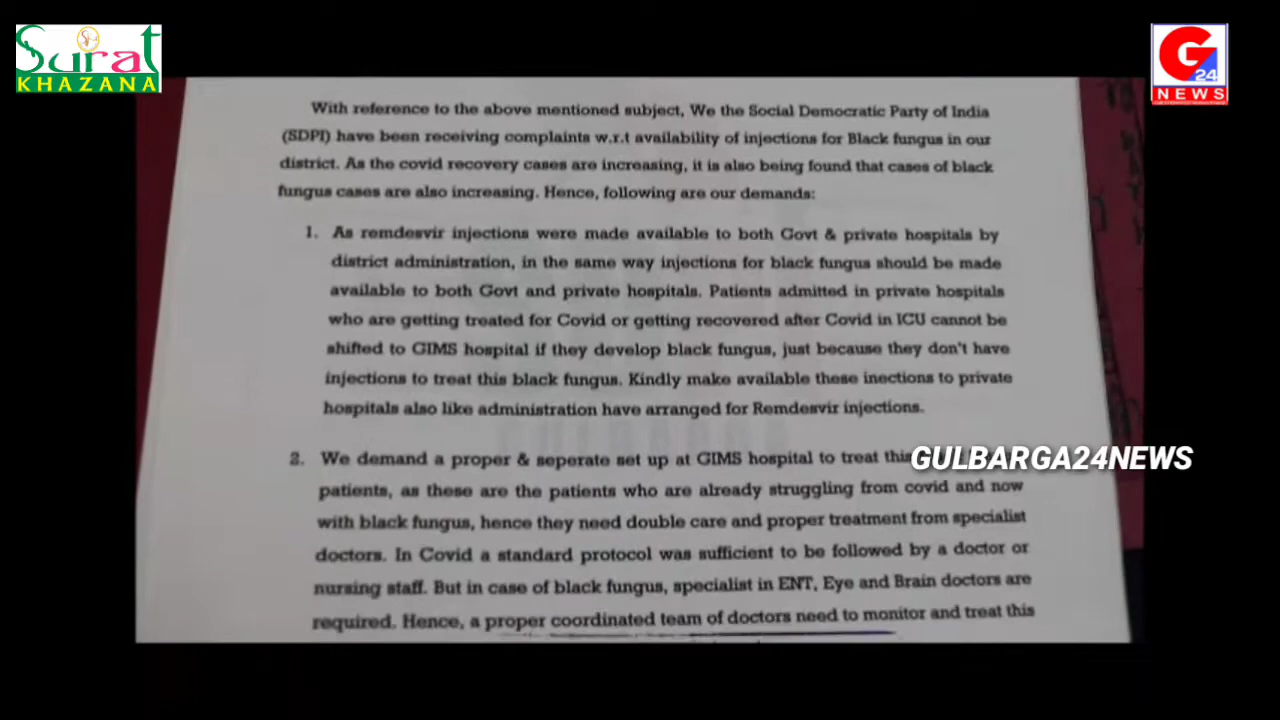 Surat
KHAZANA
G
24
NEWS
With reference to the above mentioned subject, We the Social Democratic Party of India
(SDPI) have been receiving complaints w.r.t availability of injections for Black fungus in our
district. As the covid recovery cases are increasing, it is also being found that cases of black
fungus cases are also increasing. Hence, following are our demands:
1. As remdesvir injections were made available to both Govt & private hospitals by
district administration, in the same way injections for black fungus should be made
available to both Govt and private hospitals. Patients admitted in private hospitals
who are getting treated for Covid or getting recovered after Covid in ICU cannot be
shifted to GIMS hospital if they develop black fungus, just because they don't have
injections to treat this black fungus. Kindly make available these inections to private
hospitals also like administration have arranged for Remdesvir injections.
2. We demand a proper & seperate set up at GIMS hospital to treat this
GULBARGA24NEWS
patients, as these are the patients who are already struggling from covid and now
with black fungus, hence they need double care and proper treatment from specialist
doctors. In Covid a standard protocol was sufficient to be followed by a doctor or
nursing staff. But in case of black fungus, specialist in ENT, Eye and Brain doctors are
required. Hence, a proper coordinated team of doctors need to monitor and treat this